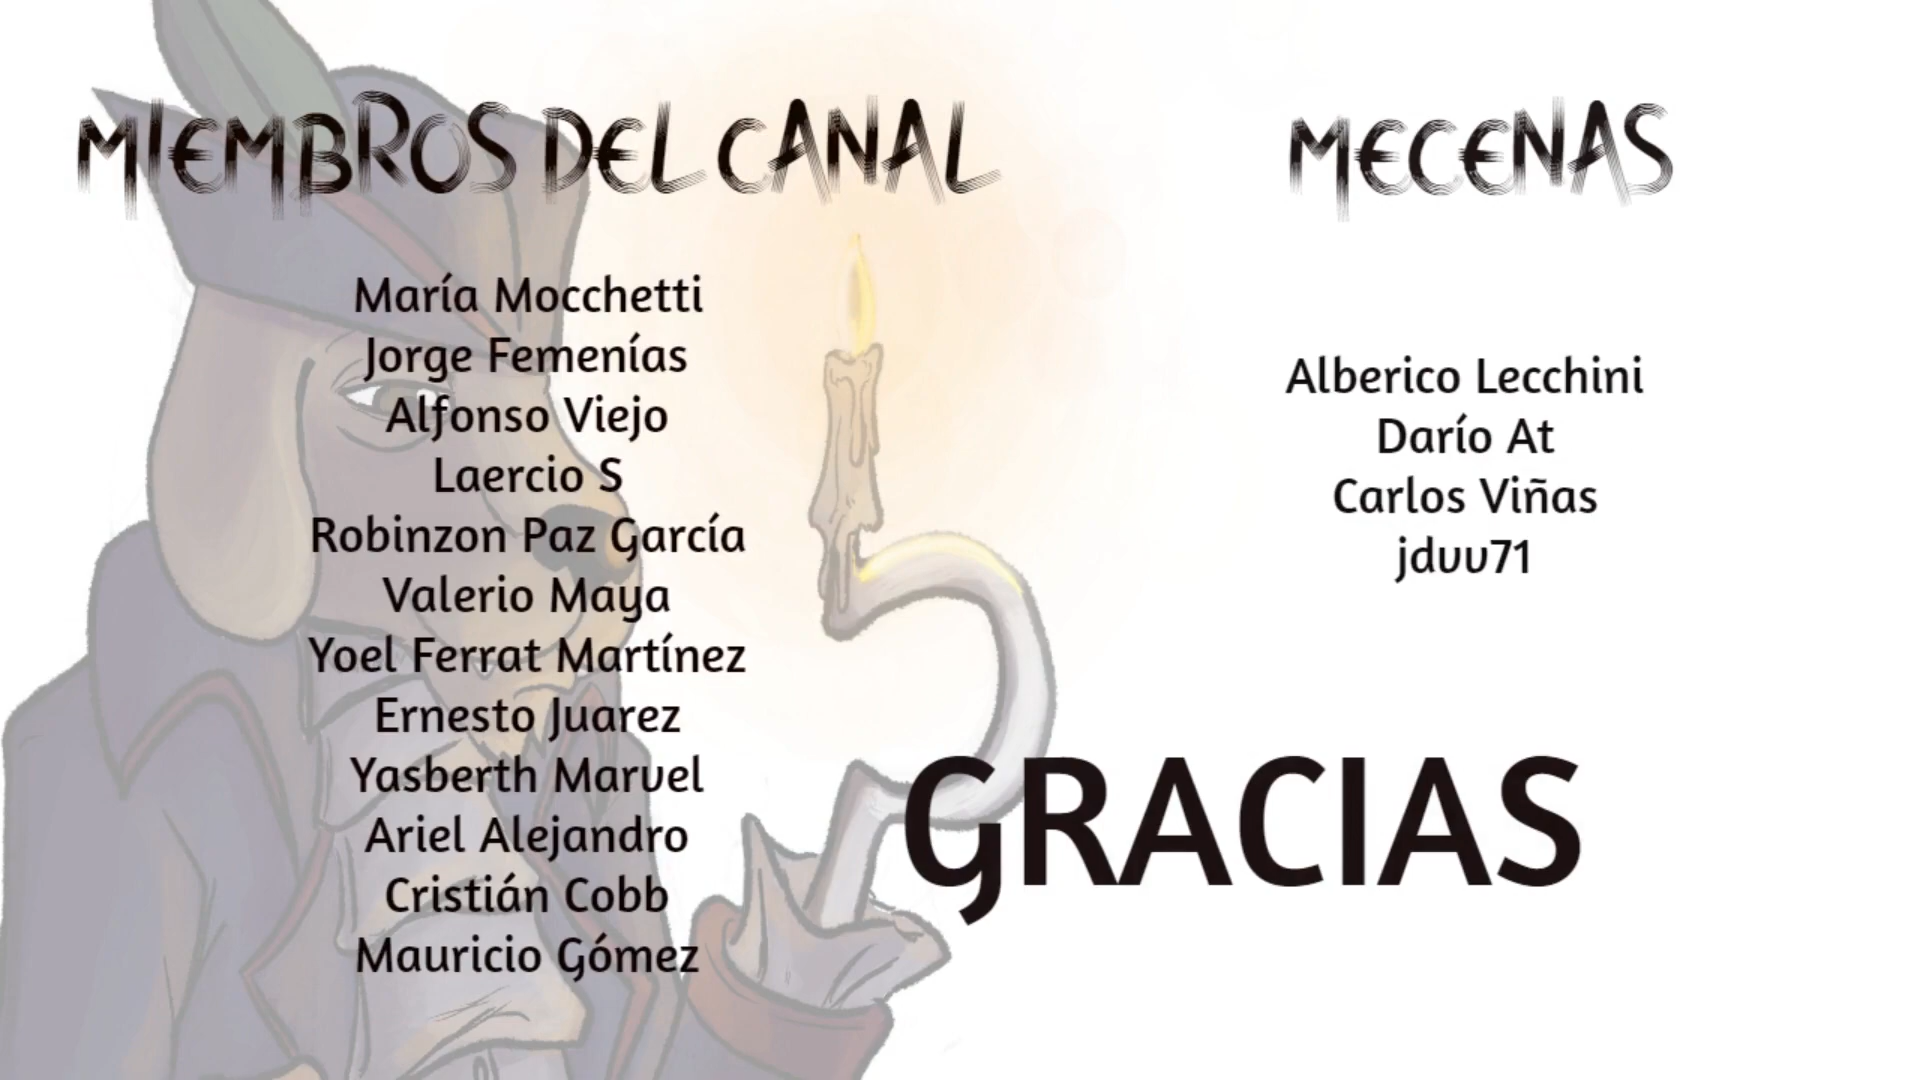 MIEMBROS DEL CANAL
María Mocchetti
Jorge Femenías
Alfonso Viejo
Laercio S
Robinzon Paz García
Valerio Maya
Yoel Ferrat Martínez
Ernesto Juarez
Yasberth Marvel
Ariel Alejandro
Cristián Cobb
Mauricio Gómez
MECENAS
Alberico Lecchini
Darío At
Carlos Viñas
jdvv71
GRACIAS